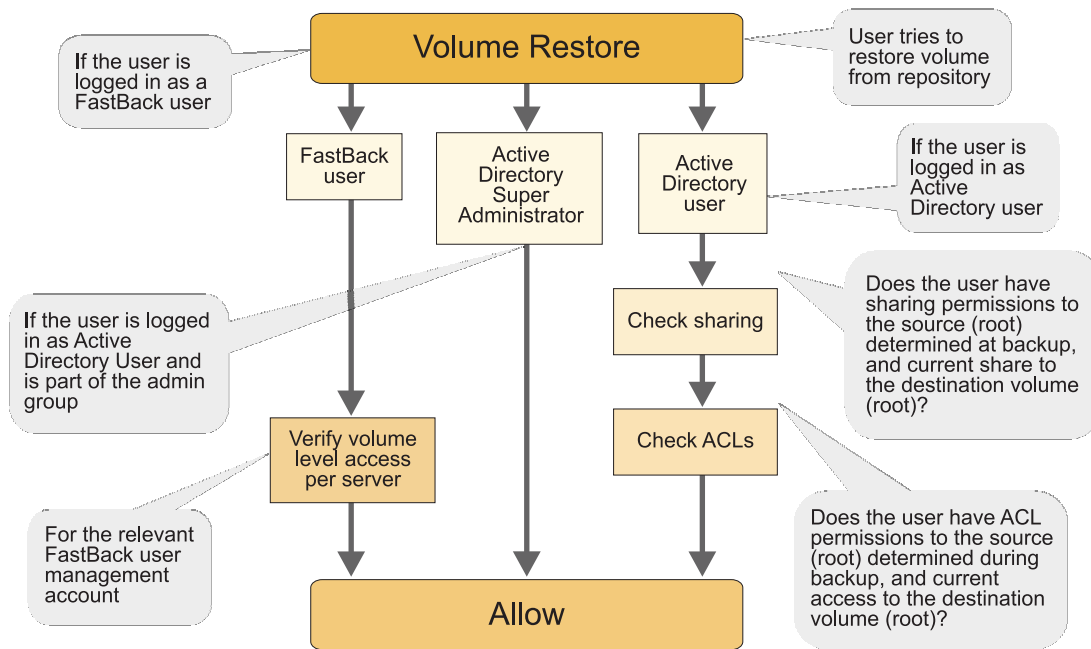 Volume Restore
If the user is
logged in as a
FastBack user
User tries to
restore volume
from repository
FastBack
user
Active
Directory
Super
Administrator
Active
Directory
user
If the user is
logged in as
Active
Directory user
If the user is logged
in as Active
Directory User and
is part of the admin
group
Check sharing
Does the user have
sharing permissions to
the source (root)
determined at backup,
and current share to
the destination volume
(root)?
Verify volume
level access
per server
Check ACLs
For the relevant
FastBack user
management
account
Does the user have ACL
permissions to the source
(root) determined during
backup, and current
access to the destination
volume (root)?
Allow